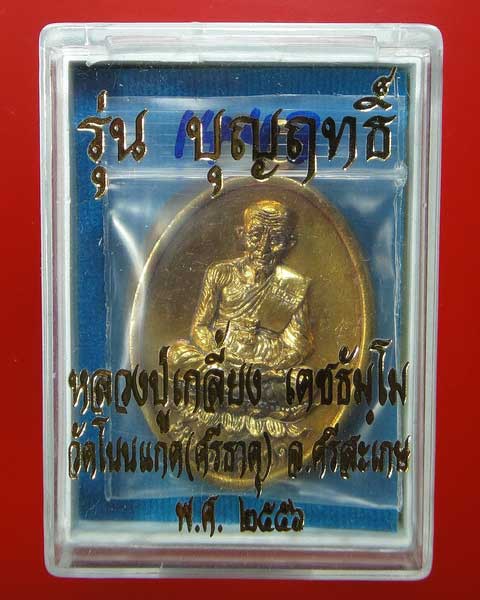 รุ่น บุญฤทธิ์
หลวงปู่เกลี้ยง เตชธมฺโม
วัดโนนแกด(ศรีธาตุ) จ.ศรีสะเกษ
พ.ศ. ๒๕๕๖